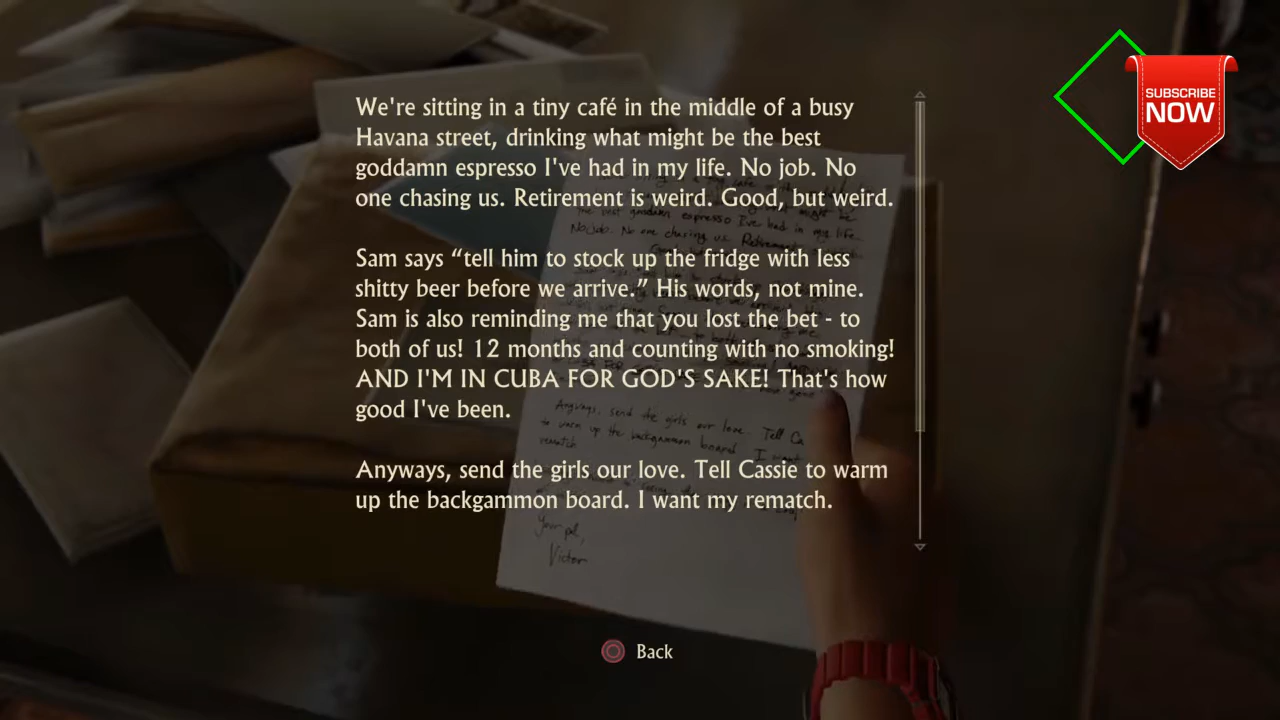 We're sitting in a tiny café in the middle of a busy
Havana street, drinking what might be the best
goddamn espresso I've had in my life. No job. No
one chasing us. Retirement is weird. Good, but weird.
Sam says “tell him to stock up the fridge with less
shitty beer before we arrive.” His words, not mine.
Sam is also reminding me that you lost the bet - to
both of us! 12 months and counting with no smoking!
AND I'M IN CUBA FOR GOD'S SAKE! That's how
good I've been.
Anyways, send the girls our love. Tell Cassie to warm
up the backgammon board. I want my rematch.
Your pal,
Victor
Back
SUBSCRIBE
NOW